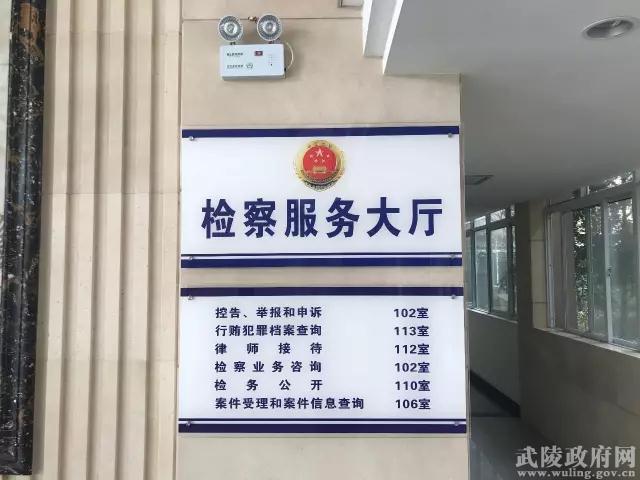 检察服务大厅
控告、举报和申诉 102室
行贿犯罪档案查询 113室
律师接待 112室
检察业务咨询 102室
检务公开 110室
案件受理和案件信息查询 106室
武陵政府网
www.wuling.gov.cn